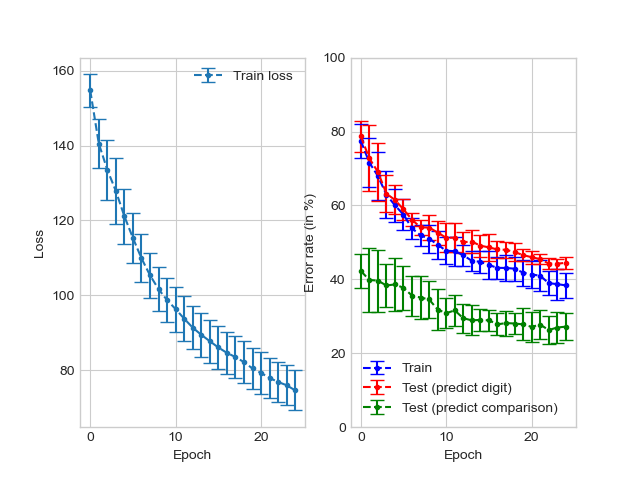 160
140
120
100
80
0
10
20
Epoch
Loss
Train loss
100
80
60
40
20
0
0
10
20
Epoch
Error rate (in %)
Train
Test (predict digit)
Test (predict comparison)